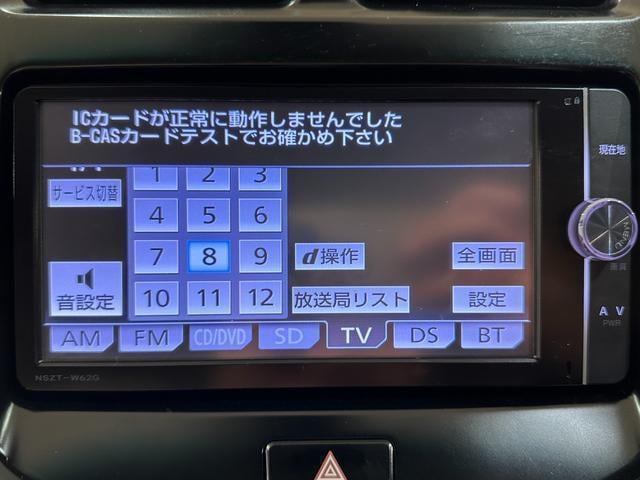 ICカードが正常に動作しませんでした
B-CASカードテストでお確かめ下さい
現在地
サービス切替
1 2 3
4 5 6
7 8 9
d操作 全画面
MENU
音設定
10 11 12
放送局リスト 設定
AV
PWR
AM FM CD/DVD SD TV DS BT
NSZT-W62G